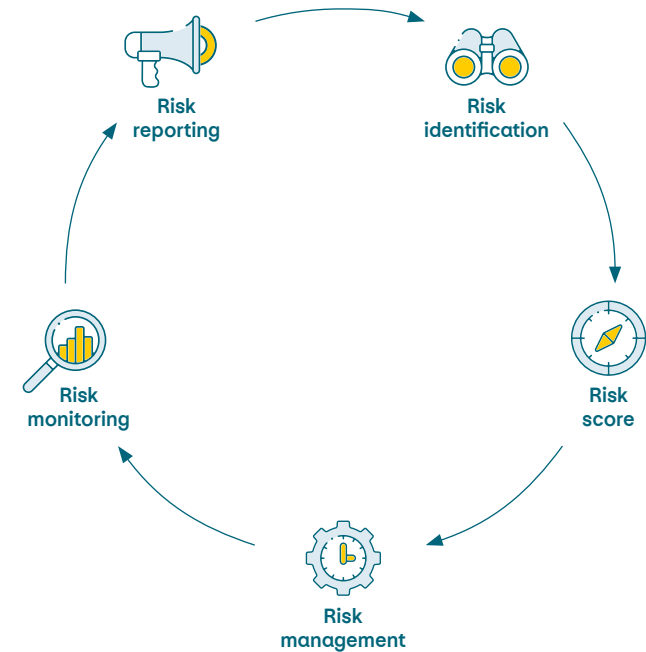 Risk
reporting
Risk
identification
Risk
score
Risk
management
Risk
monitoring